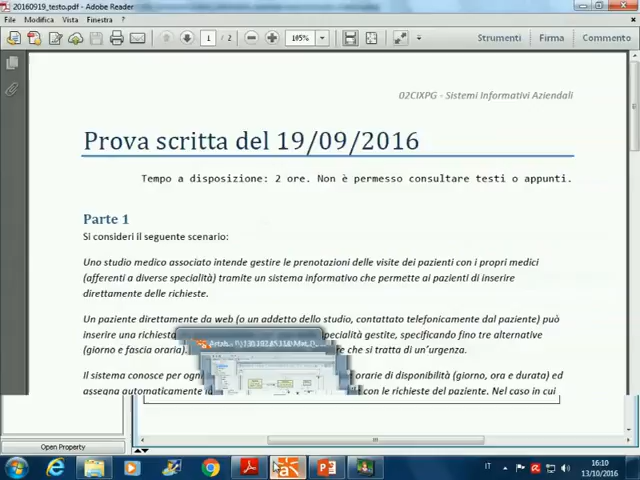 20160919_testo.pdf - Adobe Reader
File Modifica Vista Finestra ?
1 / 2 105% Strumenti Firma Commento
02CIXPG - Sistemi Informativi Aziendali
Prova scritta del 19/09/2016
Tempo a disposizione: 2 ore. Non è permesso consultare testi o appunti.
Parte 1
Si consideri il seguente scenario:
Uno studio medico associato intende gestire le prenotazioni delle visite dei pazienti con i propri medici
(afferenti a diverse specialità) tramite un sistema informativo che permette ai pazienti di inserire
direttamente delle richieste.
Un paziente direttamente da web (o un addetto dello studio, contattato telefonicamente dal paziente) può
inserire una richiesta pecialità gestite, specificando fino tre alternative
(giorno e fascia oraria). re che si tratta di un'urgenza.
Il sistema conosce per ogni orarie di disponibilità (giorno, ora e durata) ed
assegna automaticamente le con le richieste del paziente. Nel caso in cui
Open Property
IT
16:10
13/10/2016